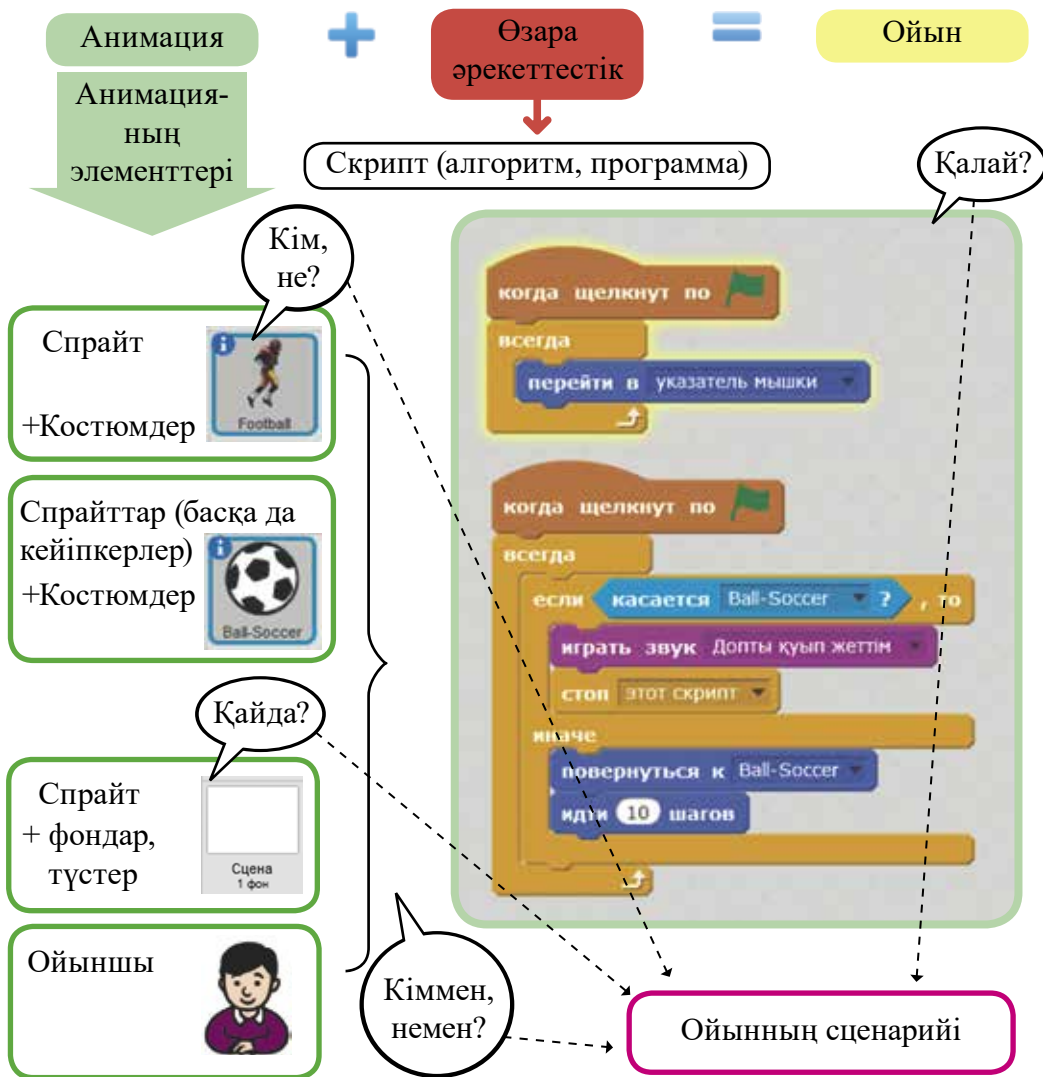 Анимация
Өзара
әрекеттестік
Ойын
Анимация-
ның
элементтері
Скрипт (алгоритм, программа)
Қалай?
Кім,
не?
Спрайт
+Костюмдер
Football
Спрайттар (басқа да
кейіпкерлер)
+Костюмдер
Ball-Soccer
Қайда?
Спрайт
+ фондар,
түстер
Сцена
1 фон
Ойыншы
Кіммен,
немен?
когда щелкнут по
всегда
перейти в указатель мышки
когда щелкнут по
всегда
если касается Ball-Soccer ? , то
играть звук Допты қуып жеттім
стоп этот скрипт
иначе
повернуться к Ball-Soccer
идти 10 шагов
Ойынның сценарийі